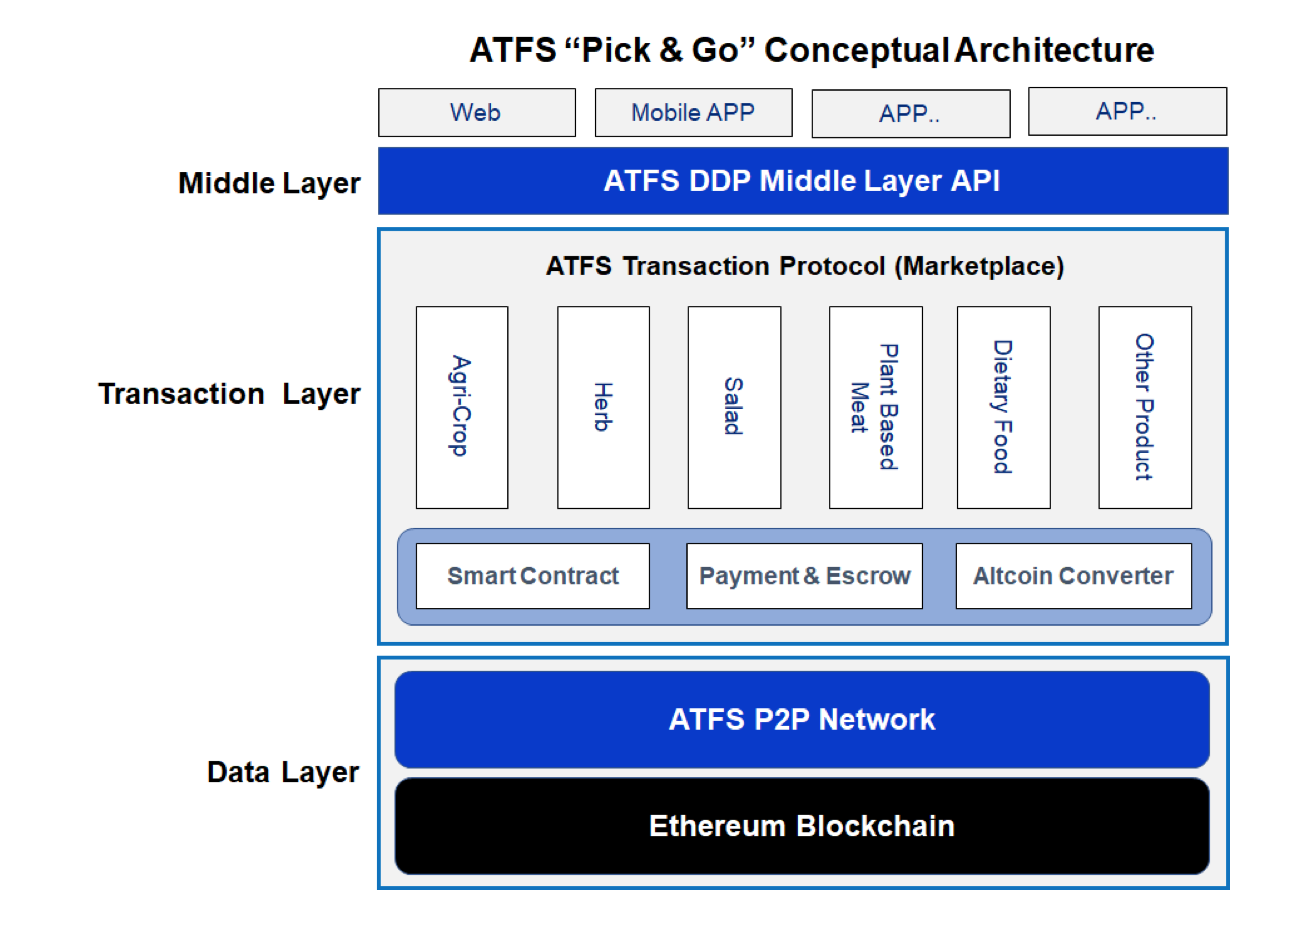 ATFS “Pick & Go” Conceptual Architecture
Web
Mobile APP
APP..
APP..
Middle Layer
ATFS DDP Middle Layer API
ATFS Transaction Protocol (Marketplace)
Transaction Layer
Agri-Crop
Herb
Salad
Plant Based
Meat
Dietary Food
Other Product
Smart Contract
Payment & Escrow
Altcoin Converter
Data Layer
ATFS P2P Network
Ethereum Blockchain